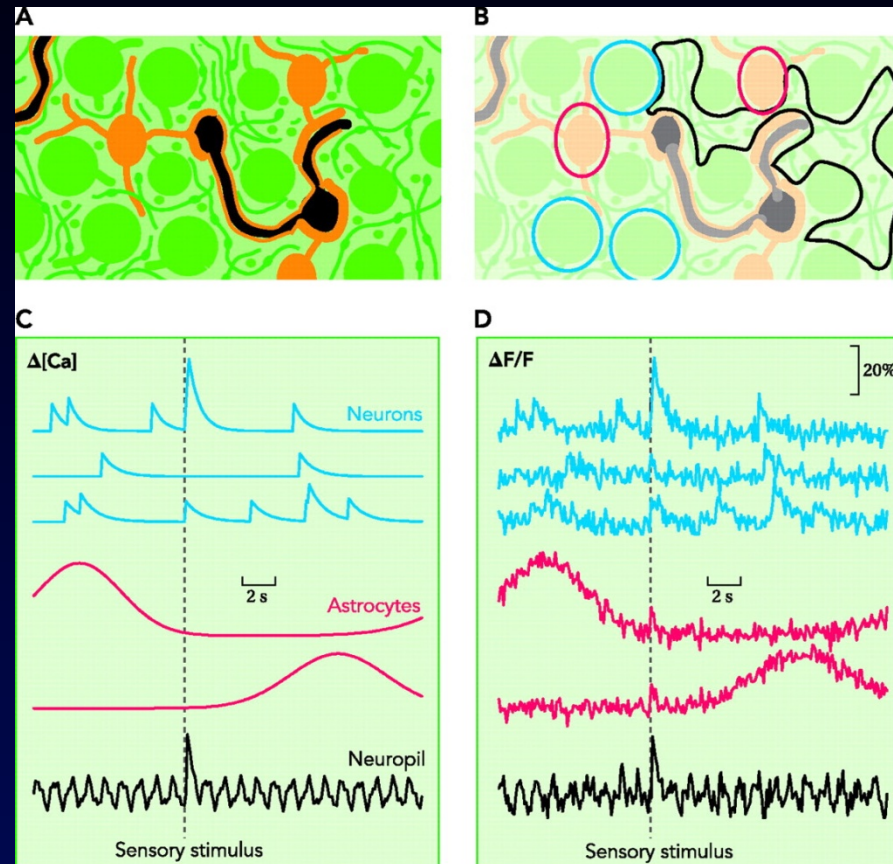 A
B
C
Δ[Ca]
Neurons
2 s
Astrocytes
Neuropil
Sensory stimulus
D
ΔF/F
20%
2 s
Sensory stimulus